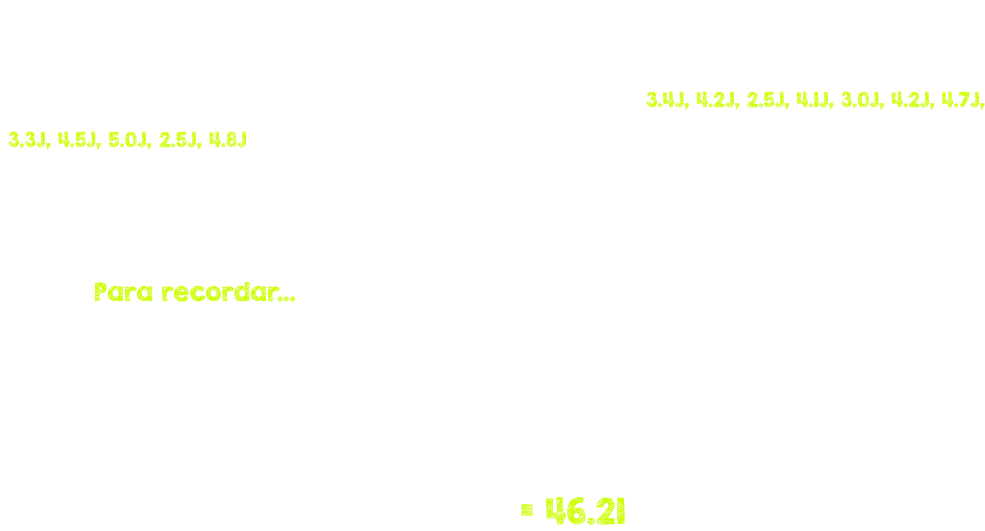 3.4J, 4.2J, 2.5J, 4.1J, 3.0J, 4.2J, 4.7J,
3.3J, 4.5J, 5.0J, 2.5J, 4.8J
Para recordar...
= 46.21